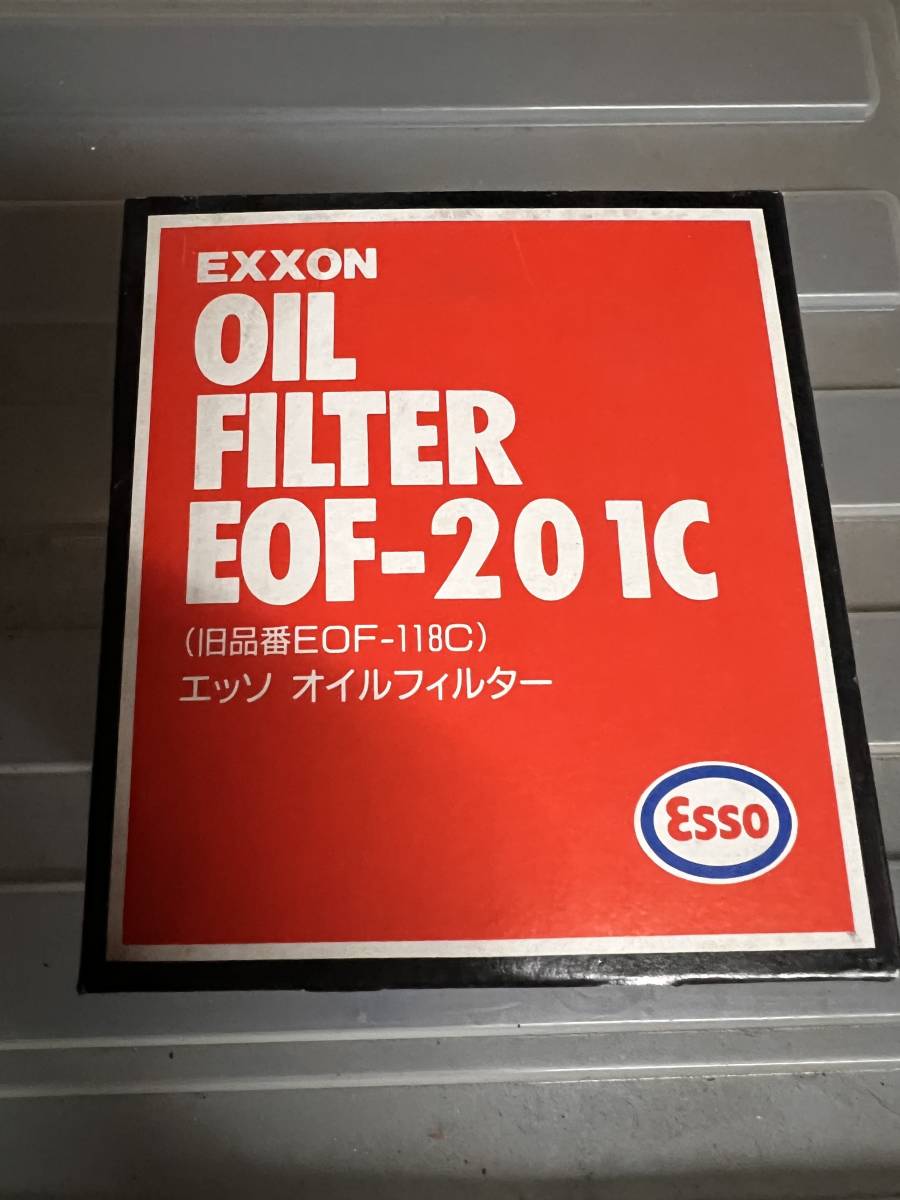 EXXON
OIL
FILTER
EOF-201C
(旧品番EOF-118C)
エッソ オイルフィルター
Esso